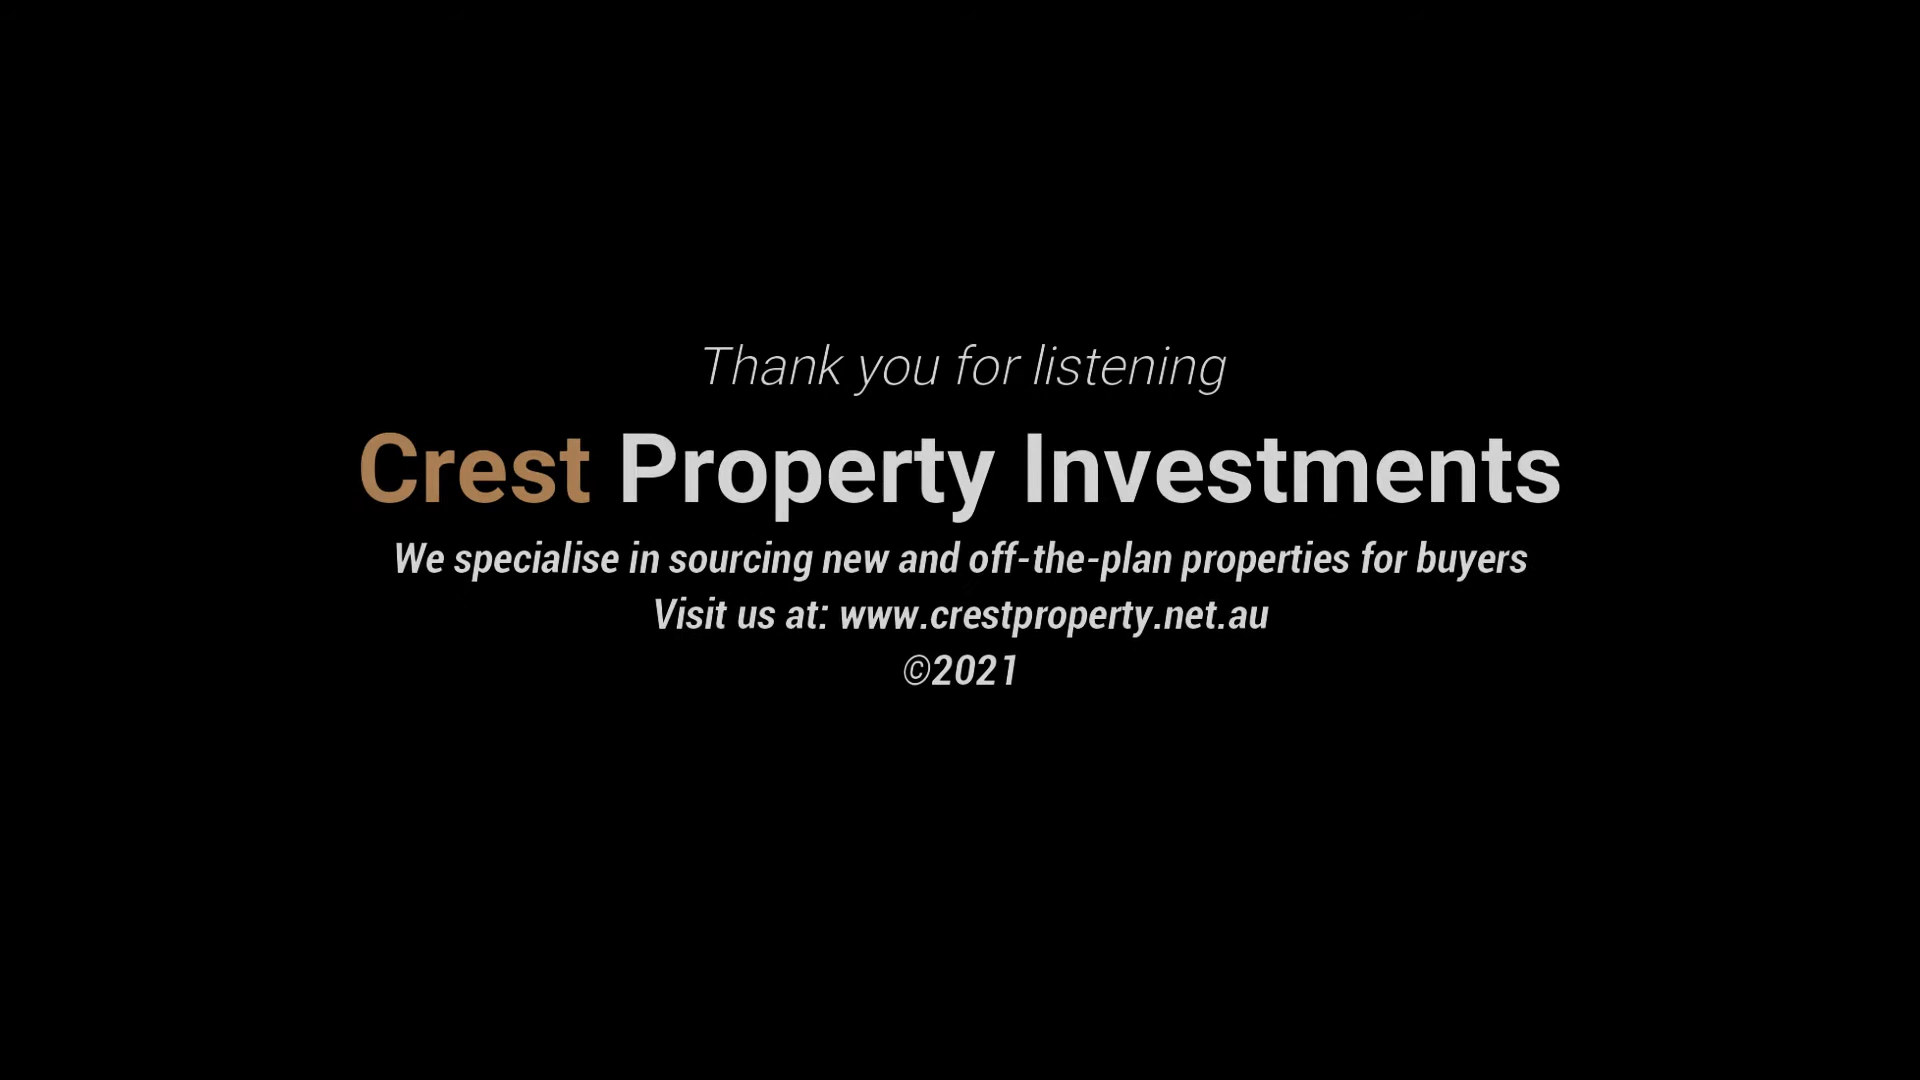 Thank you for listening
Crest Property Investments
We specialise in sourcing new and off-the-plan properties for buyers
Visit us at: www.crestproperty.net.au
©2021